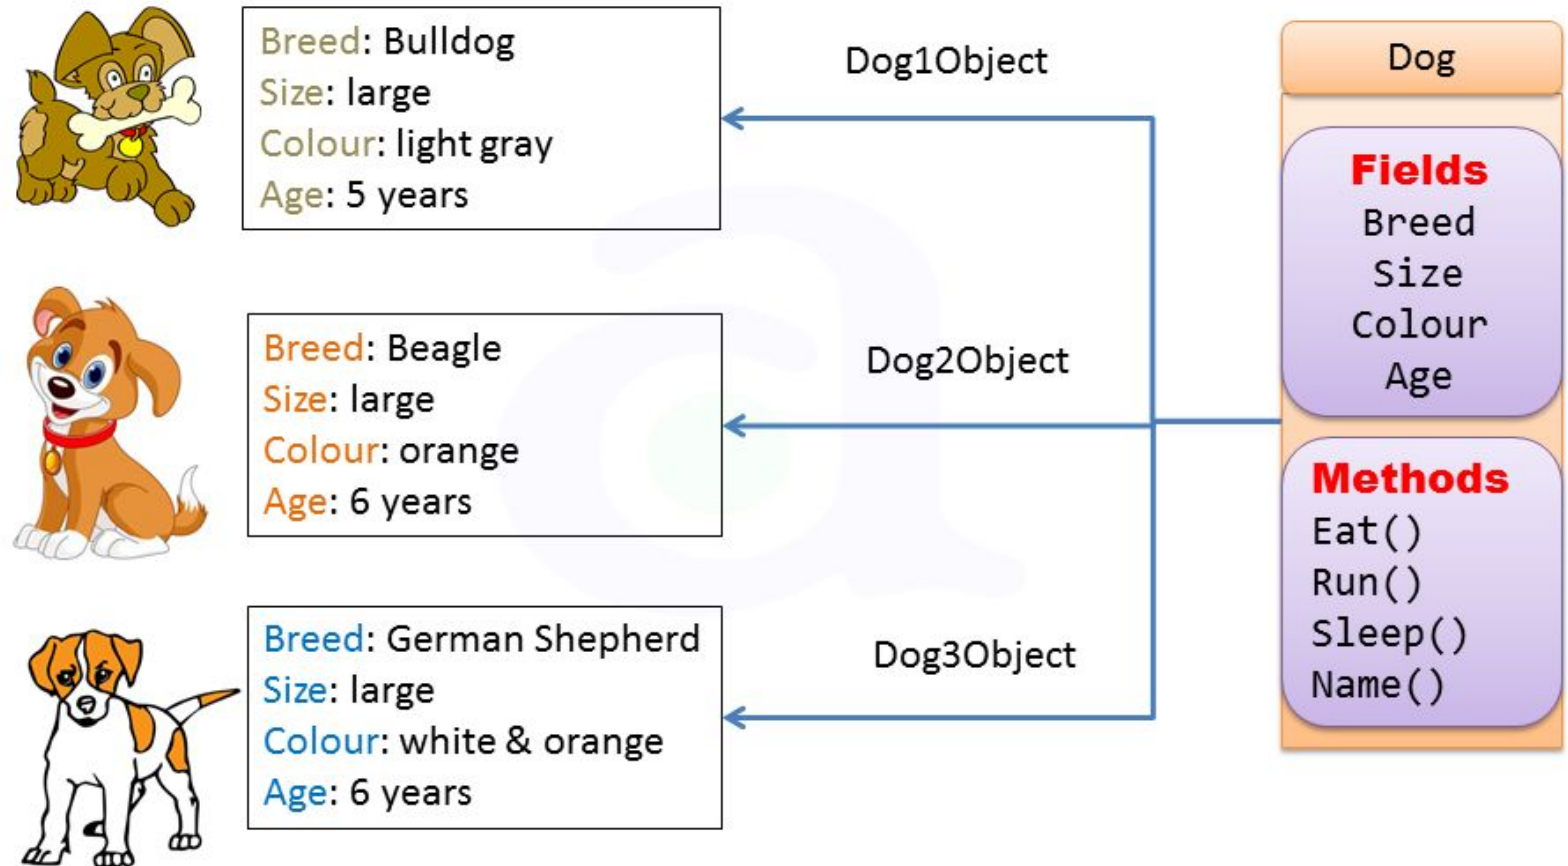 Breed: Bulldog
Size: large
Colour: light gray
Age: 5 years
Dog1Object
Breed: Beagle
Size: large
Colour: orange
Age: 6 years
Dog2Object
Breed: German Shepherd
Size: large
Colour: white & orange
Age: 6 years
Dog3Object
Dog
Fields
Breed
Size
Colour
Age
Methods
Eat()
Run()
Sleep()
Name()